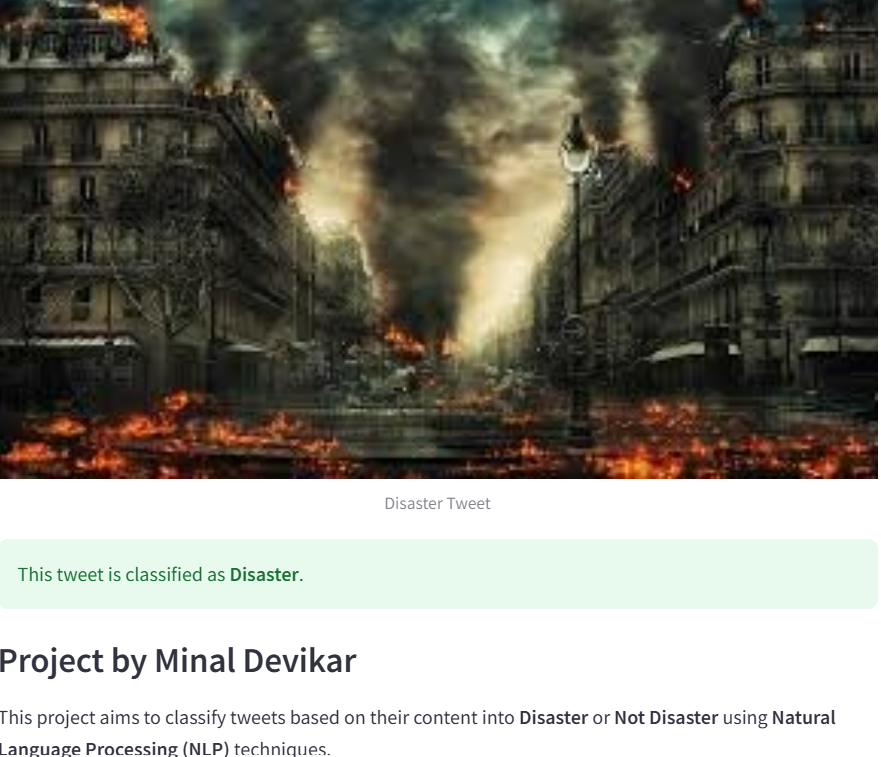 Disaster Tweet
This tweet is classified as Disaster.
Project by Minal Devikar
This project aims to classify tweets based on their content into Disaster or Not Disaster using Natural
Language Processing (NLP) techniques.